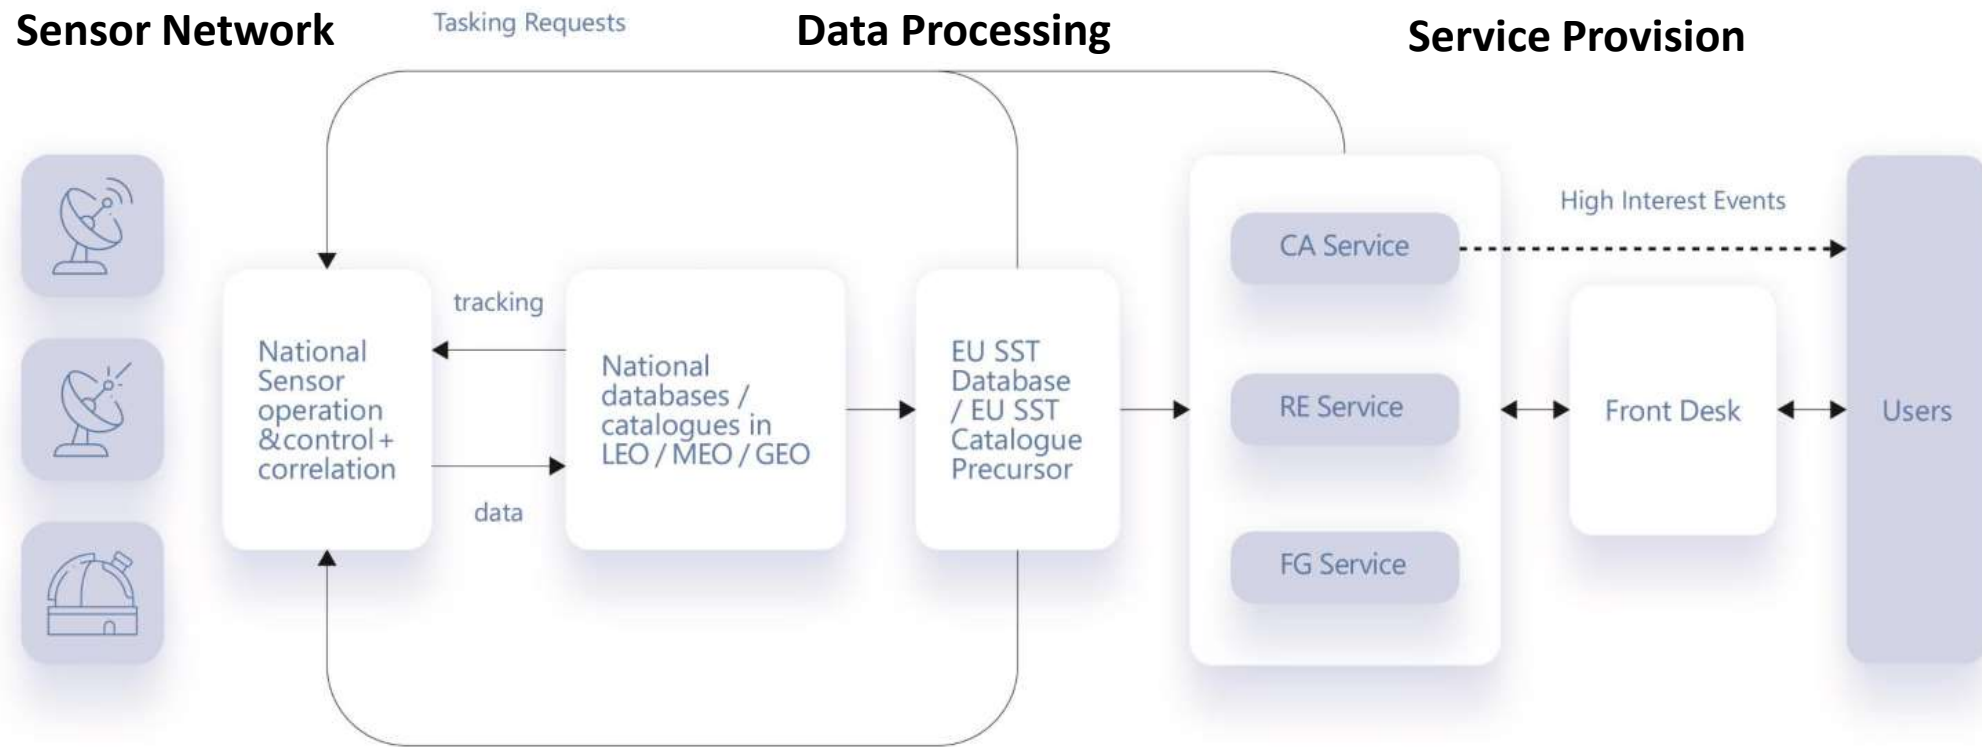 Sensor Network
Tasking Requests
Data Processing
Service Provision
National
Sensor
operation
&control+
correlation
tracking
data
National
databases /
catalogues in
LEO / MEO / GEO
EU SST
Database
/ EU SST
Catalogue
Precursor
CA Service
RE Service
FG Service
High Interest Events
Front Desk
Users